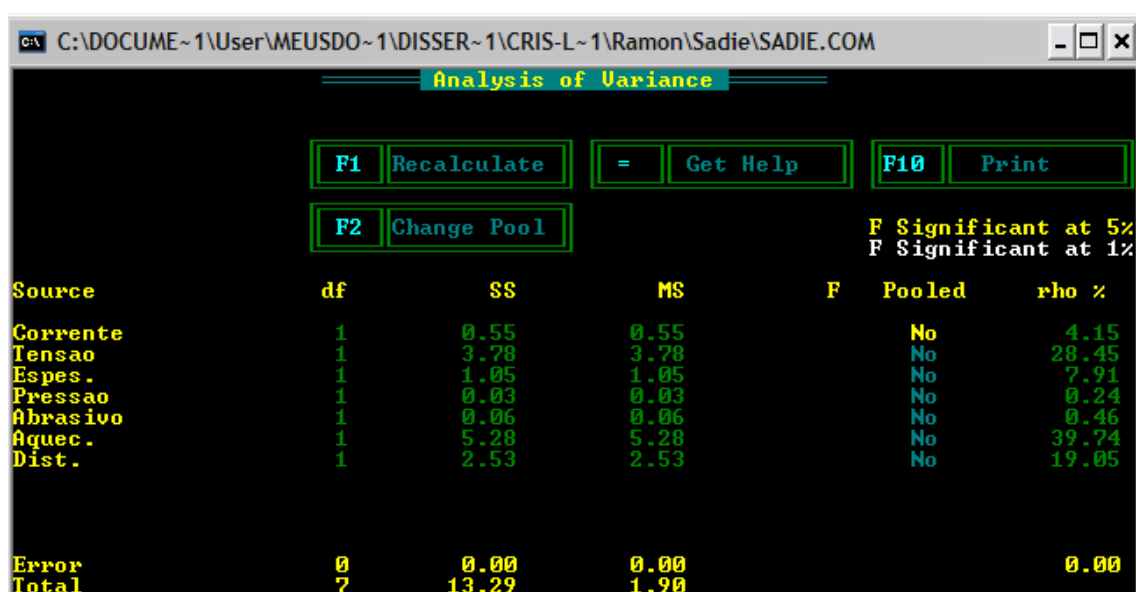 C:\DOCUME~1\User\MEUSDO~1\DISSER~1\CRIS-L~1\Ramon\Sadie\SADIE.COM
Analysis of Variance
F1 Recalculate = Get Help F10 Print
F2 Change Pool
F Significant at 5%
F Significant at 1%
Source df SS MS F Pooled rho %
Corrente 1 0.55 0.55 No 4.15
Tensao 1 3.78 3.78 No 28.45
Espes. 1 1.05 1.05 No 7.91
Pressao 1 0.03 0.03 No 0.24
Abrasivo 1 0.06 0.06 No 0.46
Aquec. 1 5.28 5.28 No 39.74
Dist. 1 2.53 2.53 No 19.05
Error 0 0.00 0.00 0.00
Total 7 13.29 1.90